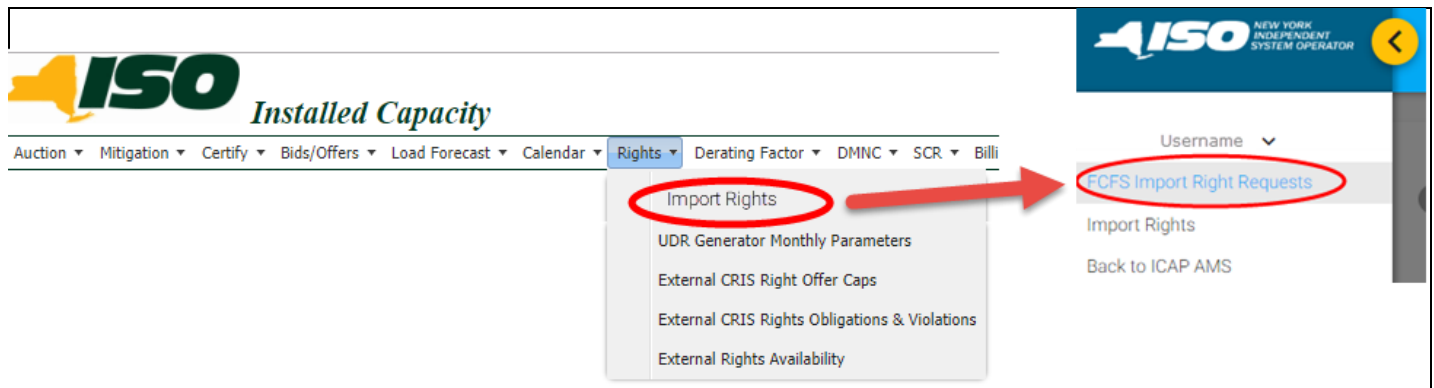 ISO
Installed Capacity
Auction Mitigation Certify Bids/Offers Load Forecast Calendar Rights Derating Factor DMNC SCR Billi
Import Rights
UDR Generator Monthly Parameters
External CRIS Right Offer Caps
External CRIS Rights Obligations & Violations
External Rights Availability
ISO
NEW YORK
INDEPENDENT
SYSTEM OPERATOR
Username
FCFS Import Right Requests
Import Rights
Back to ICAP AMS